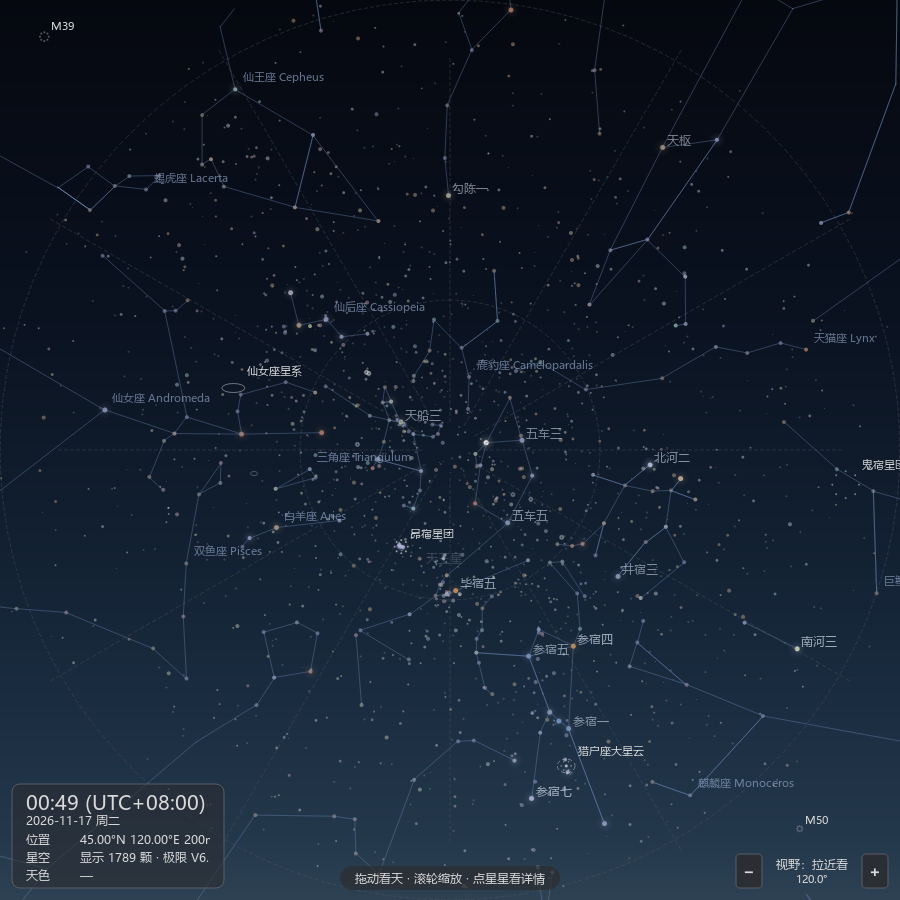 M39
仙王座 Cepheus
天枢
蝎虎座 Lacerta
勾陈一
仙后座 Cassiopeia
天猫座 Lynx
仙女座星系
鹿豹座 Camelopardalis
仙女座 Andromeda
天船三
五车三
三角座 Triangulum
北河二
鬼宿星团
白羊座 Aries
五车五
昴宿星团
双鱼座 Pisces
天王星
毕宿五
井宿三
参宿四
参宿五
南河三
参宿一
猎户座大星云
参宿七
麒麟座 Monoceros
M50
00:49 (UTC+08:00)
2026-11-17 周二
位置 45.00°N 120.00°E 200r
星空 显示 1789 颗 · 极限 V6.
天色 —
拖动看天 · 滚轮缩放 · 点星星看详情
− 视野：拉近看 +
120.0°